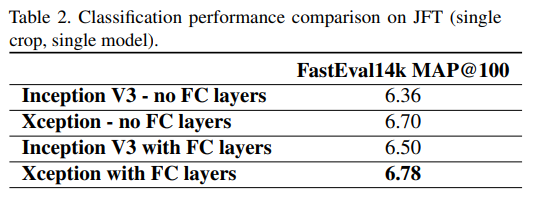 Table 2. Classification performance comparison on JFT (single
crop, single model).
FastEval14k MAP@100
Inception V3 - no FC layers 6.36
Xception - no FC layers 6.70
Inception V3 with FC layers 6.50
Xception with FC layers 6.78